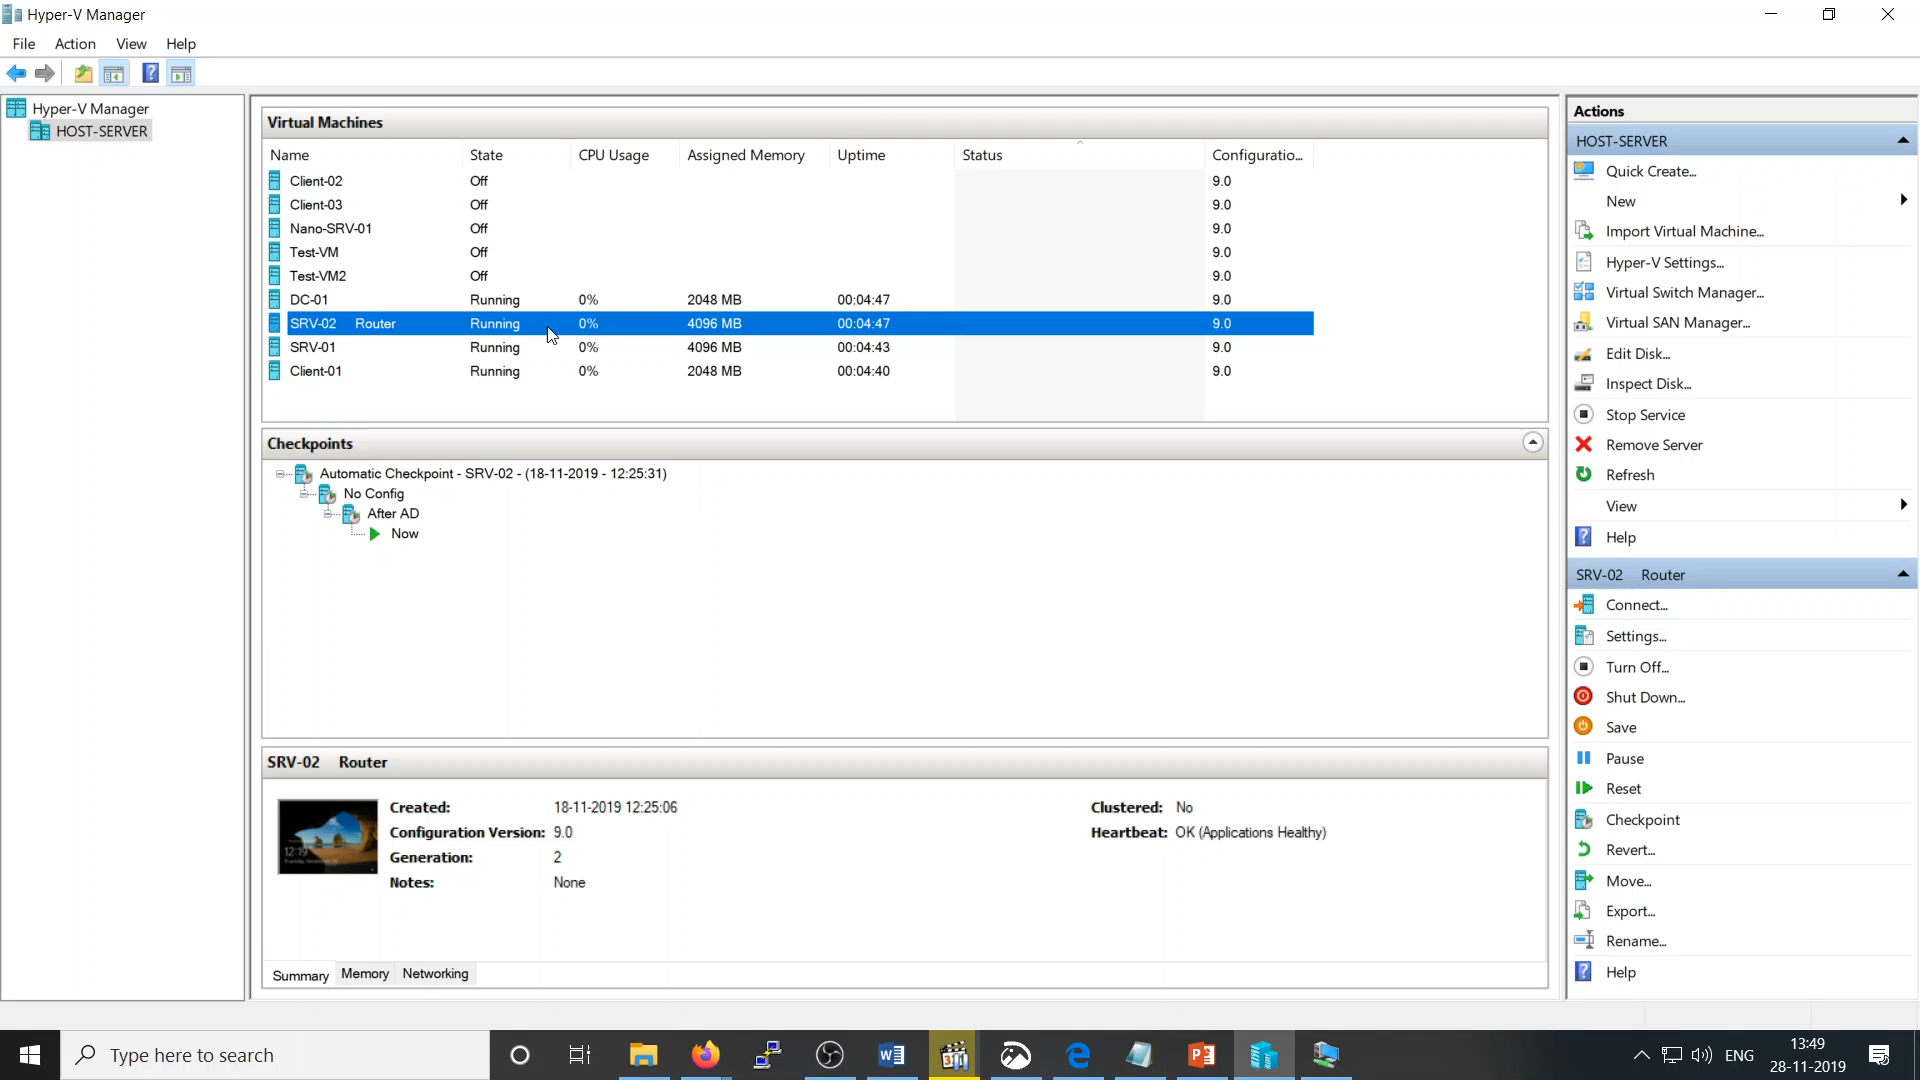 Hyper-V Manager
File Action View Help
Hyper-V Manager
HOST-SERVER
Virtual Machines
Name State CPU Usage Assigned Memory Uptime Status Configuratio...
Client-02 Off 9.0
Client-03 Off 9.0
Nano-SRV-01 Off 9.0
Test-VM Off 9.0
Test-VM2 Off 9.0
DC-01 Running 0% 2048 MB 00:04:47 9.0
SRV-02 Router Running 0% 4096 MB 00:04:47 9.0
SRV-01 Running 0% 4096 MB 00:04:43 9.0
Client-01 Running 0% 2048 MB 00:04:40 9.0
Checkpoints
Automatic Checkpoint - SRV-02 - (18-11-2019 - 12:25:31)
No Config
After AD
Now
SRV-02 Router
12:19
Created: 18-11-2019 12:25:06
Configuration Version: 9.0
Generation: 2
Notes: None
Clustered: No
Heartbeat: OK (Applications Healthy)
Summary Memory Networking
Actions
HOST-SERVER
Quick Create...
New
Import Virtual Machine...
Hyper-V Settings...
Virtual Switch Manager...
Virtual SAN Manager...
Edit Disk...
Inspect Disk...
Stop Service
Remove Server
Refresh
View
Help
SRV-02 Router
Connect...
Settings...
Turn Off...
Shut Down...
Save
Pause
Reset
Checkpoint
Revert...
Move...
Export...
Rename...
Help
Type here to search
ENG
13:49
28-11-2019